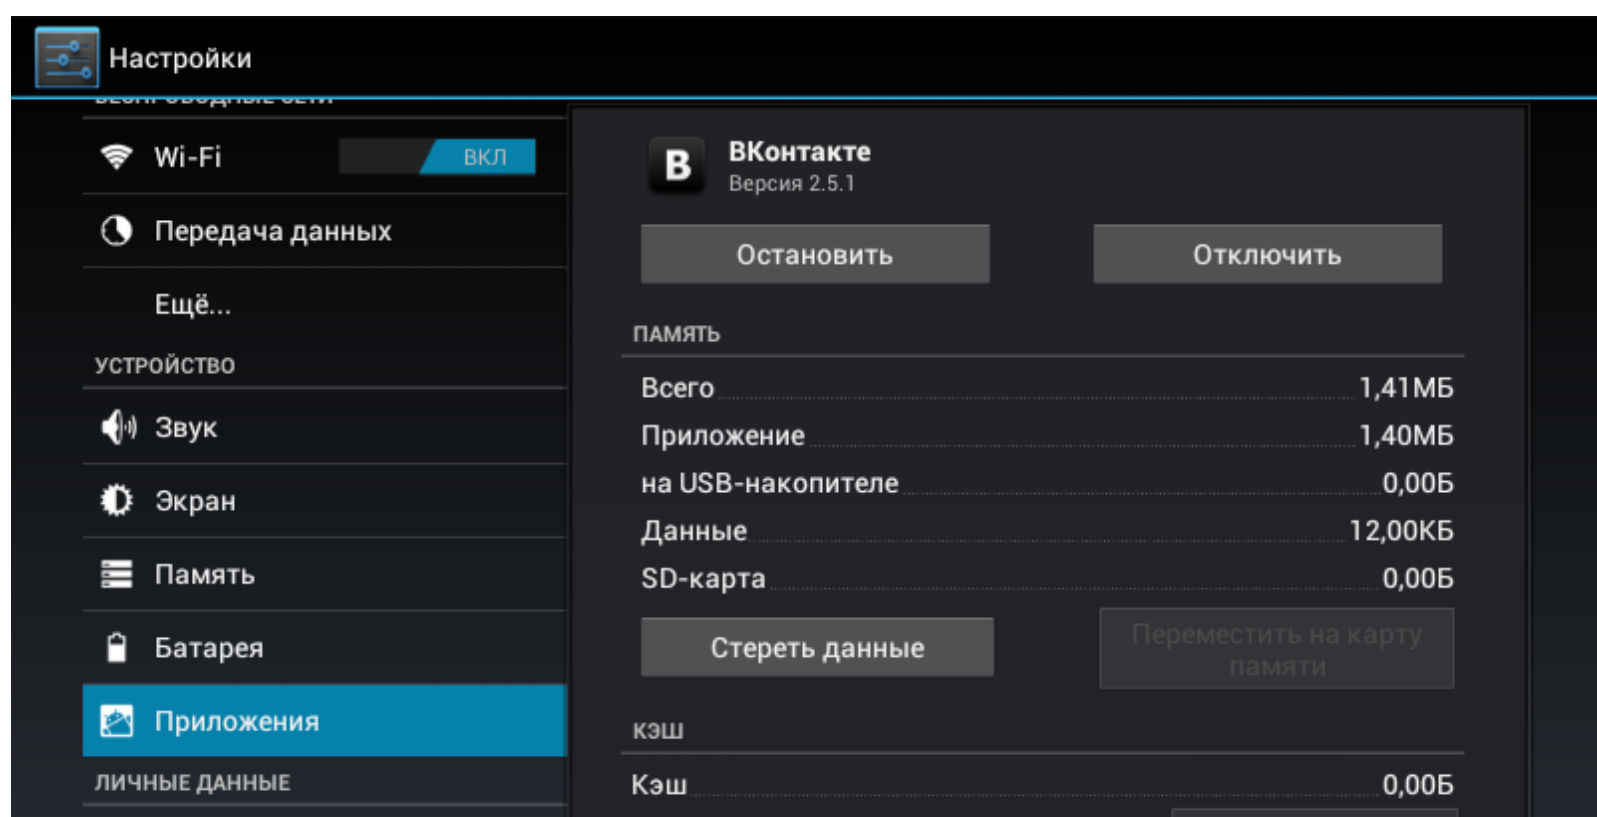 Настройки
БЕСПРОВОДНЫЕ СЕТИ
Wi-Fi
ВКЛ
Передача данных
Ещё...
УСТРОЙСТВО
Звук
Экран
Память
Батарея
Приложения
ЛИЧНЫЕ ДАННЫЕ
B
ВКонтакте
Версия 2.5.1
Остановить
Отключить
ПАМЯТЬ
Всего 1,41МБ
Приложение 1,40МБ
на USB-накопителе 0,00Б
Данные 12,00КБ
SD-карта 0,00Б
Стереть данные
Переместить на карту
памяти
КЭШ
Кэш 0,00Б